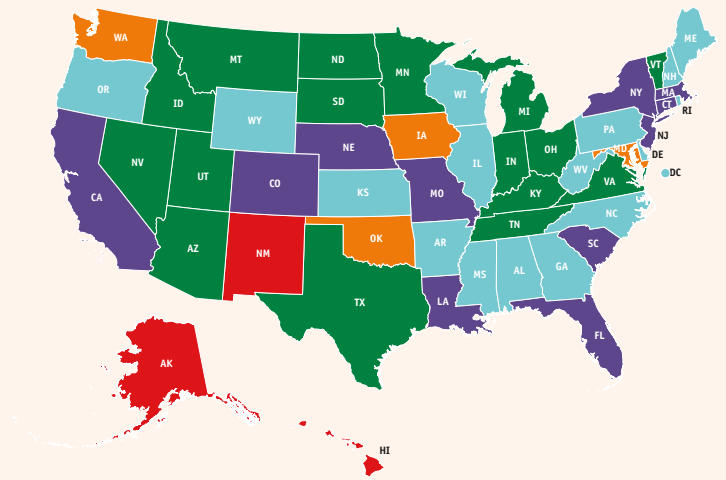 WA
OR
CA
NV
ID
MT
WY
UT
AZ
CO
NM
ND
SD
NE
KS
OK
TX
MN
IA
MO
AR
LA
WI
IL
MI
IN
OH
KY
TN
MS
AL
GA
FL
SC
NC
VA
WV
PA
NY
VT
NH
ME
MA
CT
RI
NJ
DE
MD
DC
AK
HI